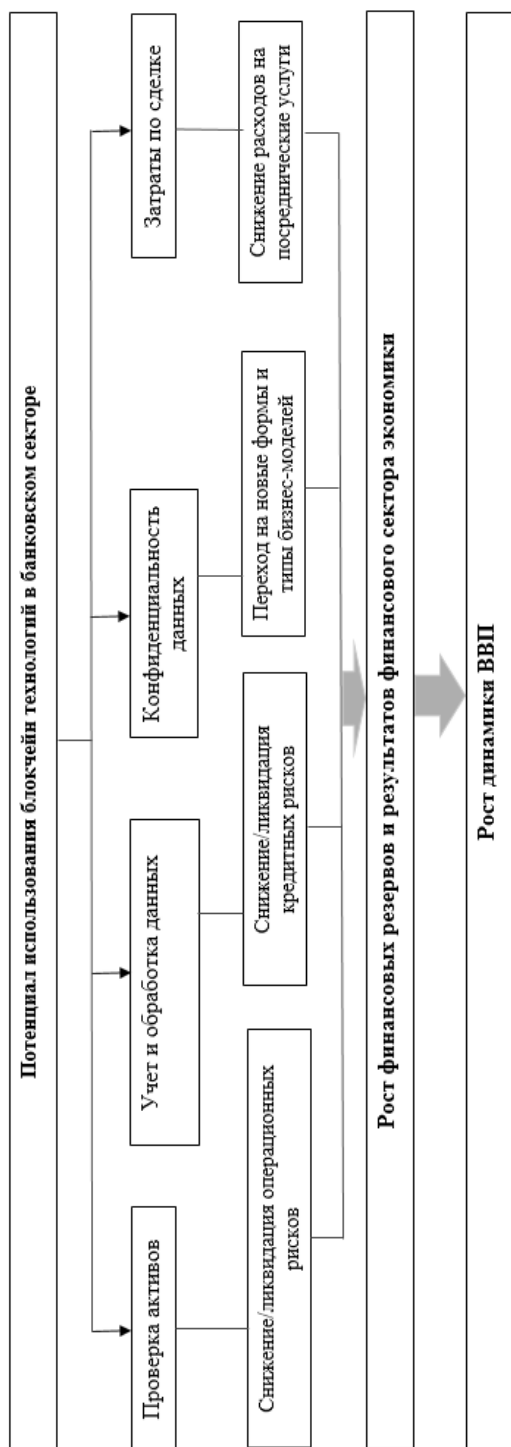 Потенциал использования блокчейн технологий в банковском секторе
Проверка активов
Учет и обработка данных
Конфиденциальность
данных
Затраты по сделке
Снижение/ликвидация операционных
рисков
Снижение/ликвидация
кредитных рисков
Переход на новые формы и
типы бизнес-моделей
Снижение расходов на
посреднические услуги
Рост финансовых резервов и результатов финансового сектора экономики
Рост динамики ВВП